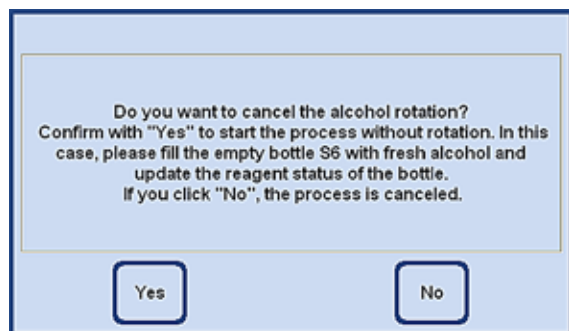 Do you want to cancel the alcohol rotation?
Confirm with "Yes" to start the process without rotation. In this
case, please fill the empty bottle S6 with fresh alcohol and
update the reagent status of the bottle.
If you click "No", the process is canceled.
Yes No